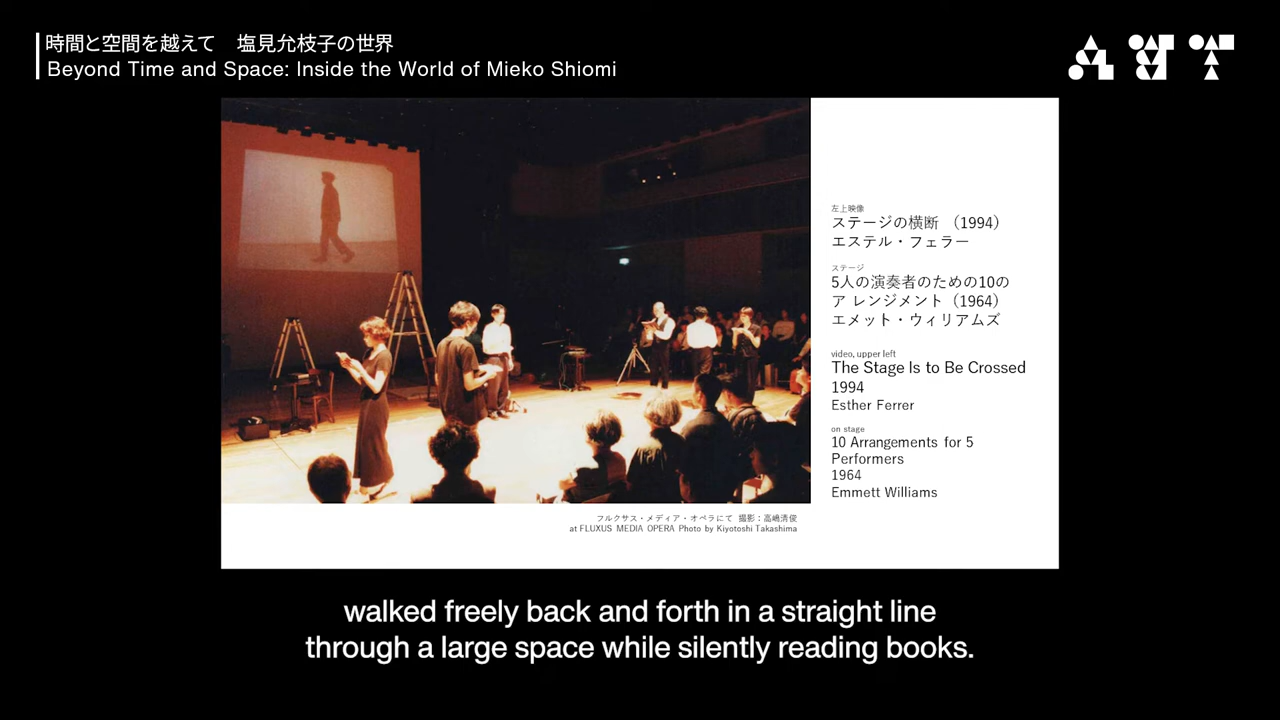 時間と空間を越えて　塩見允枝子の世界
Beyond Time and Space: Inside the World of Mieko Shiomi
ART
左上映像
ステージの横断 （1994）
エステル・フェラー
ステージ
5人の演奏者のための10の
ア レンジメント（1964）
エメット・ウィリアムズ
video, upper left
The Stage Is to Be Crossed
1994
Esther Ferrer
on stage
10 Arrangements for 5
Performers
1964
Emmett Williams
フルクサス・メディア・オペラにて 撮影：高嶋清俊
at FLUXUS MEDIA OPERA Photo by Kiyotoshi Takashima
walked freely back and forth in a straight line
through a large space while silently reading books.